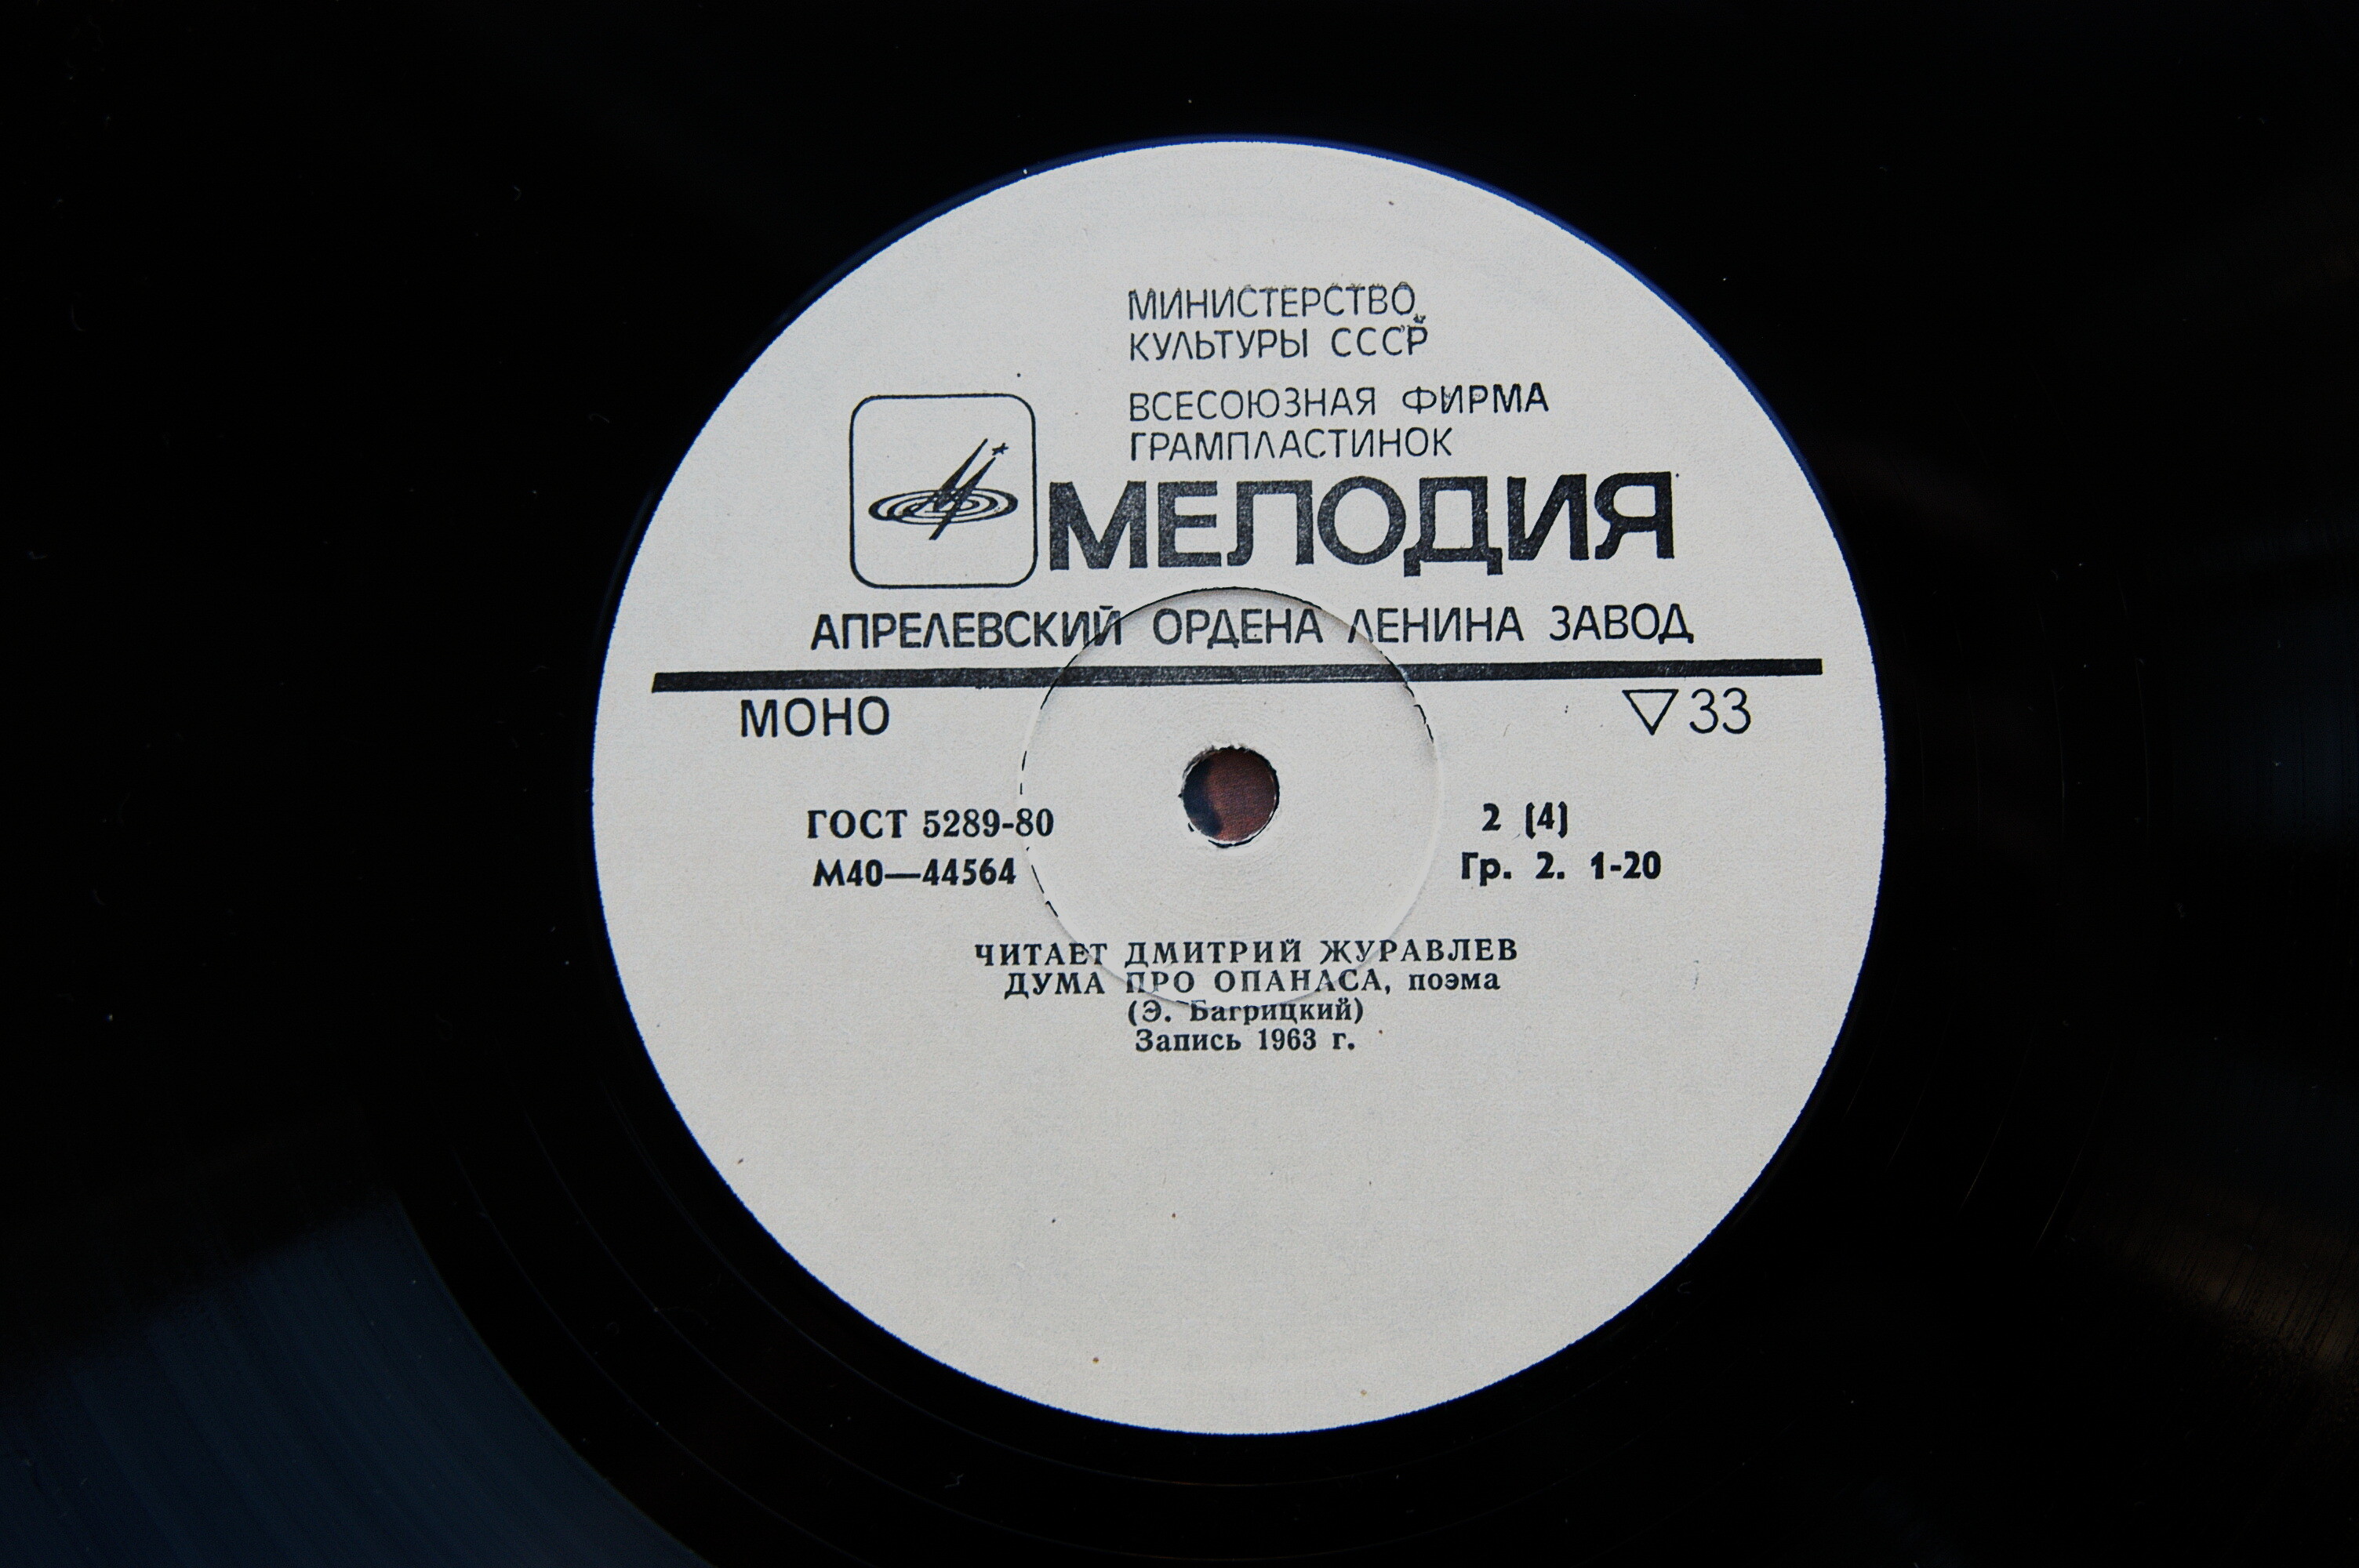 МИНИСТЕРСТВО
КУЛЬТУРЫ СССР
ВСЕСОЮЗНАЯ ФИРМА
ГРАМПЛАСТИНОК
МЕЛОДИЯ
АПРЕЛЕВСКИЙ ОРДЕНА ЛЕНИНА ЗАВОД
МОНО ▽33
ГОСТ 5289-80 2 (4)
М40—44564 Гр. 2. 1-20
ЧИТАЕТ ДМИТРИЙ ЖУРАВЛЕВ
ДУМА ПРО ОПАНАСА, поэма
(Э. Багрицкий)
Запись 1963 г.